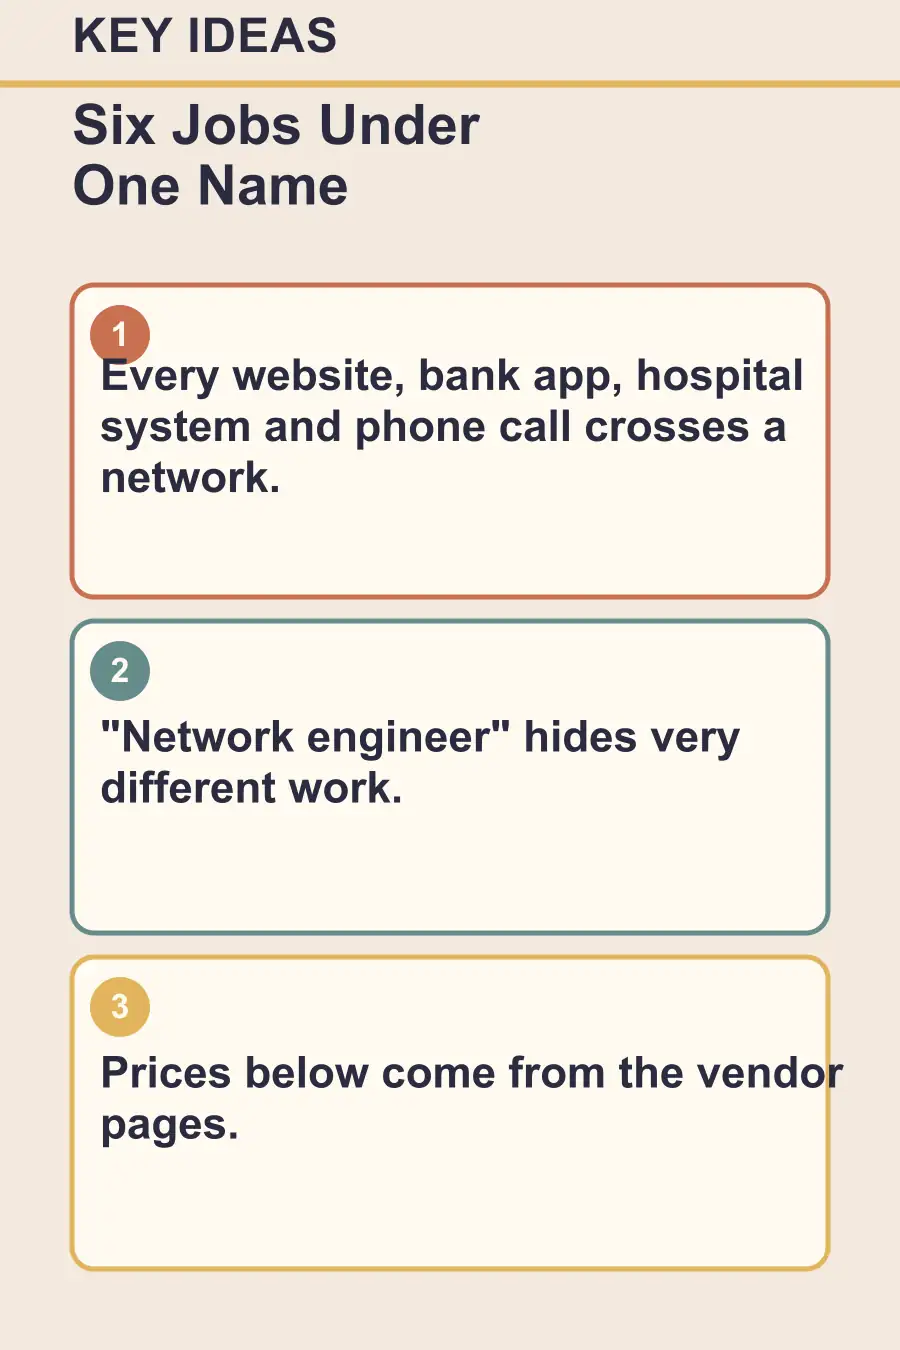 KEY IDEAS
Six Jobs Under
One Name
1
Every website, bank app, hospital
system and phone call crosses a
network.
2
"Network engineer" hides very
different work.
3
Prices below come from the vendor
pages.